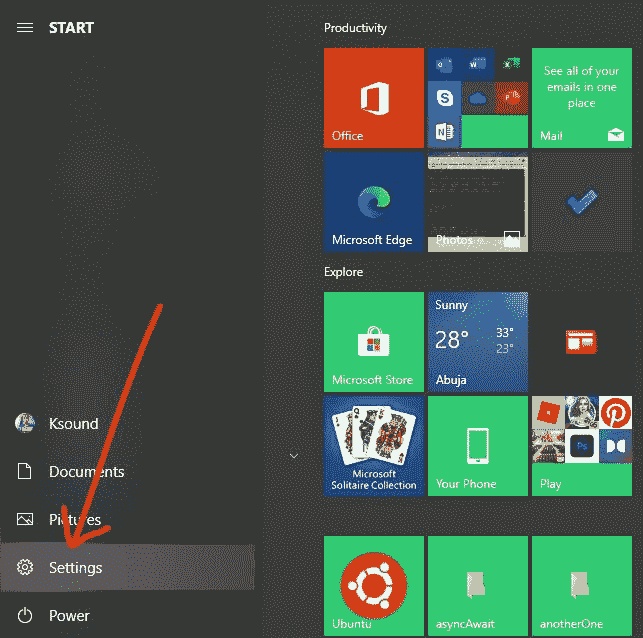 START
Ksound
Documents
Pictures
Settings
Power
Productivity
Office
See all of your
emails in one
place
Mail
Microsoft Edge
Photos
Explore
Microsoft Store
Sunny
28°
33°
23°
Abuja
Microsoft
Solitaire Collection
Your Phone
Play
Ubuntu
asyncAwait
anotherOne